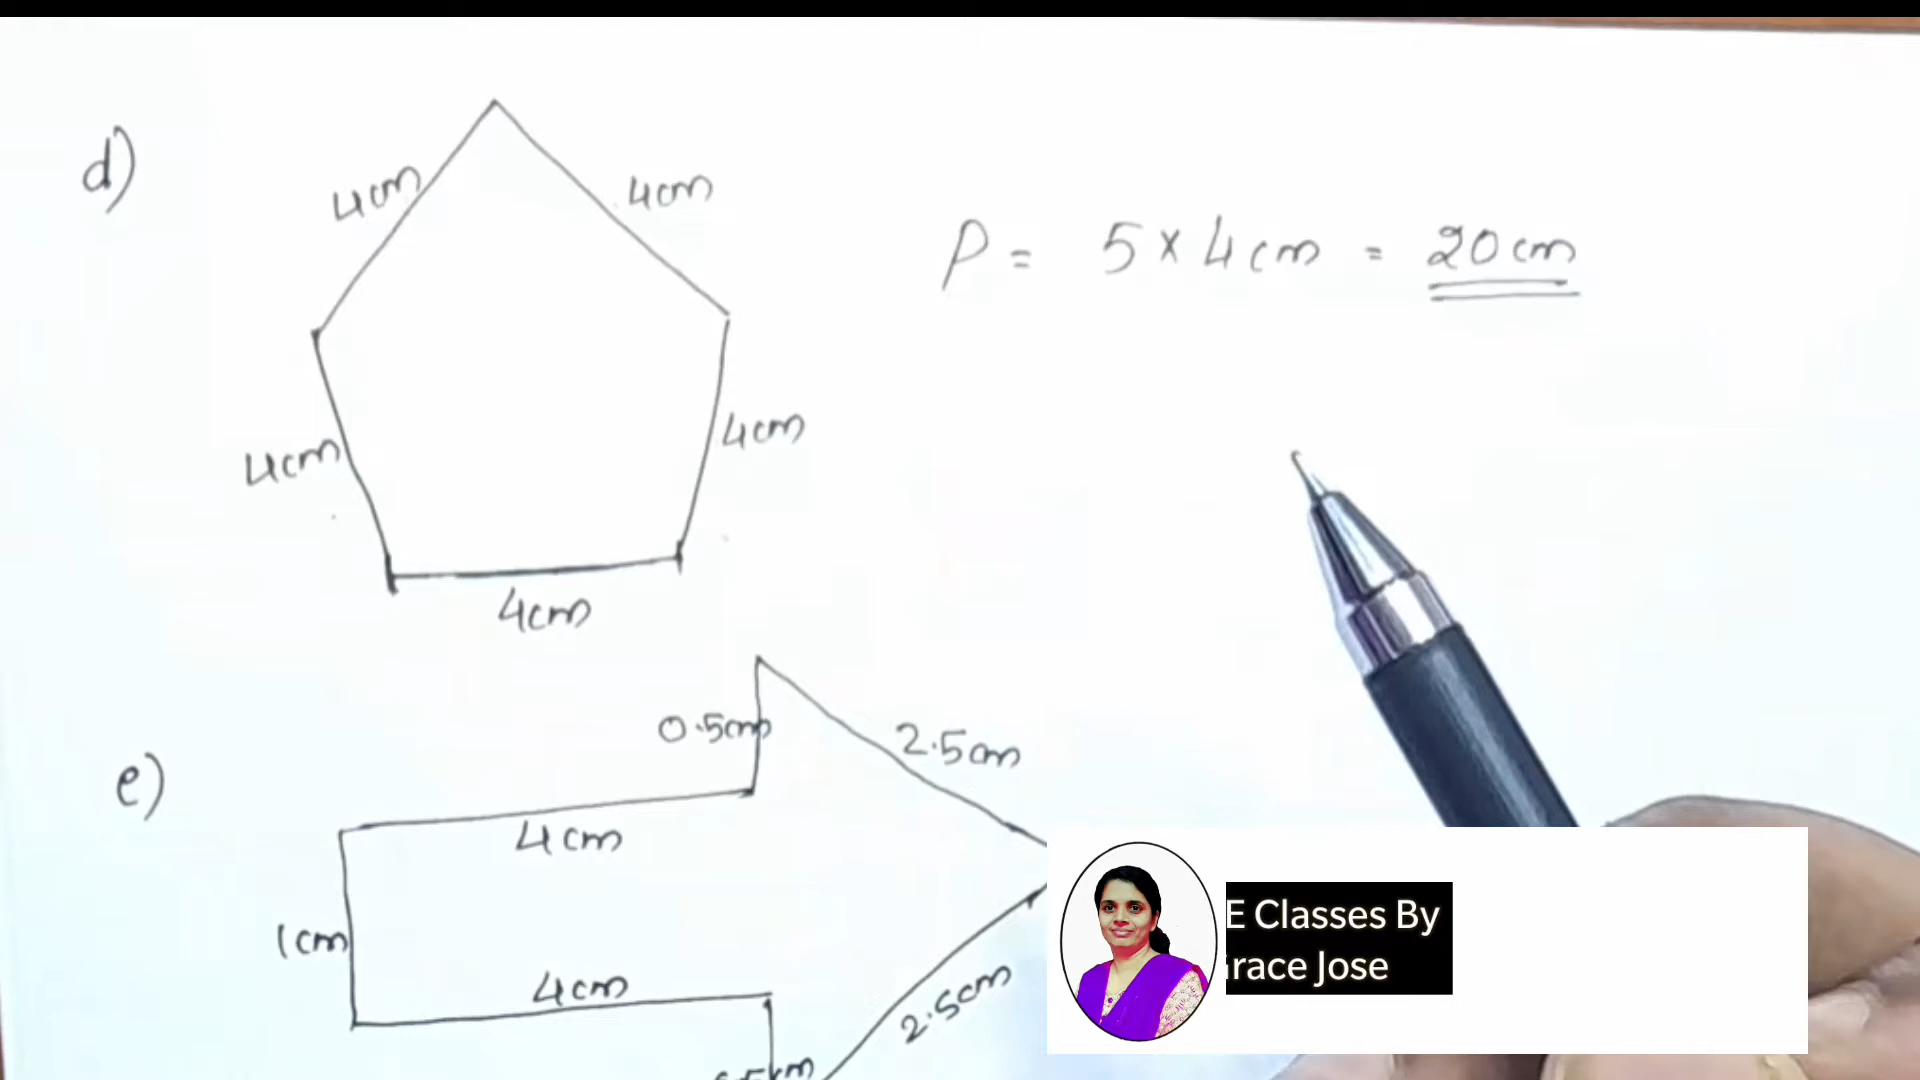 d)
4cm
4cm
P = 5 × 4cm = 20cm
4cm
4cm
4cm
e)
0.5cm
2.5cm
4cm
1cm
4cm
2.5cm
E Classes By
race Jose